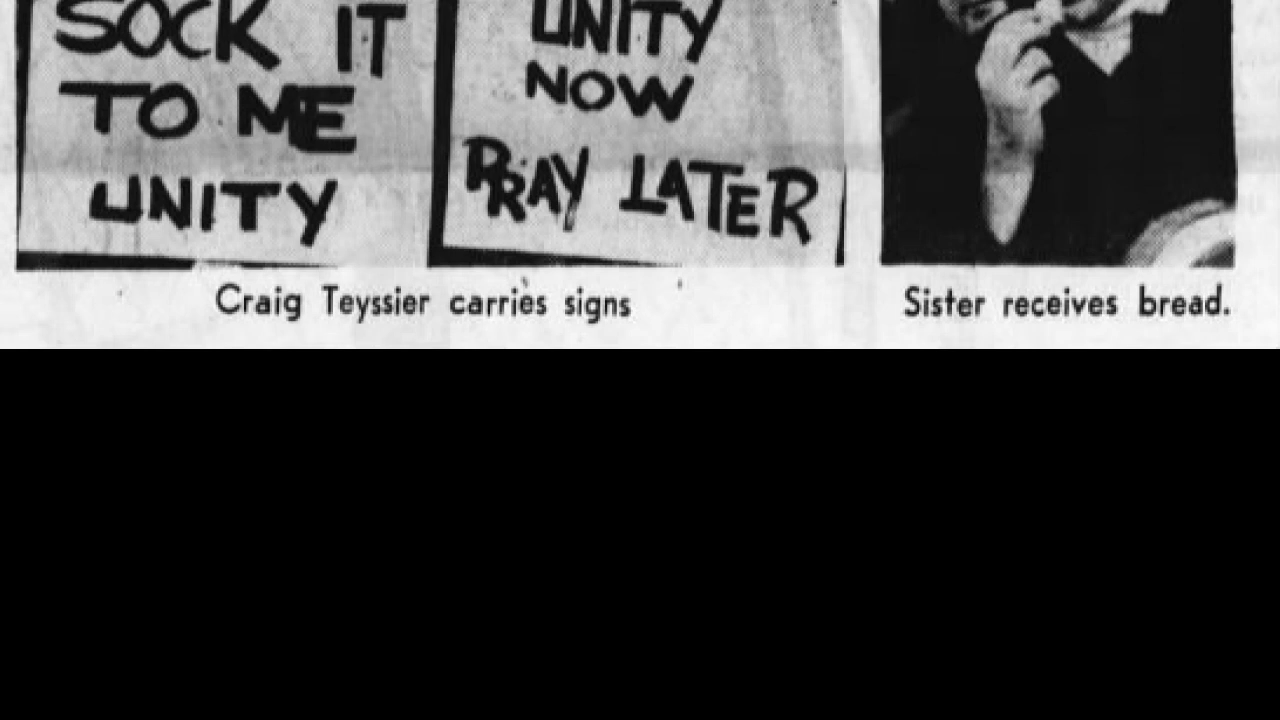 SOCK IT
TO ME
UNITY
UNITY
NOW
PRAY LATER
Craig Teyssier carries signs
Sister receives bread.